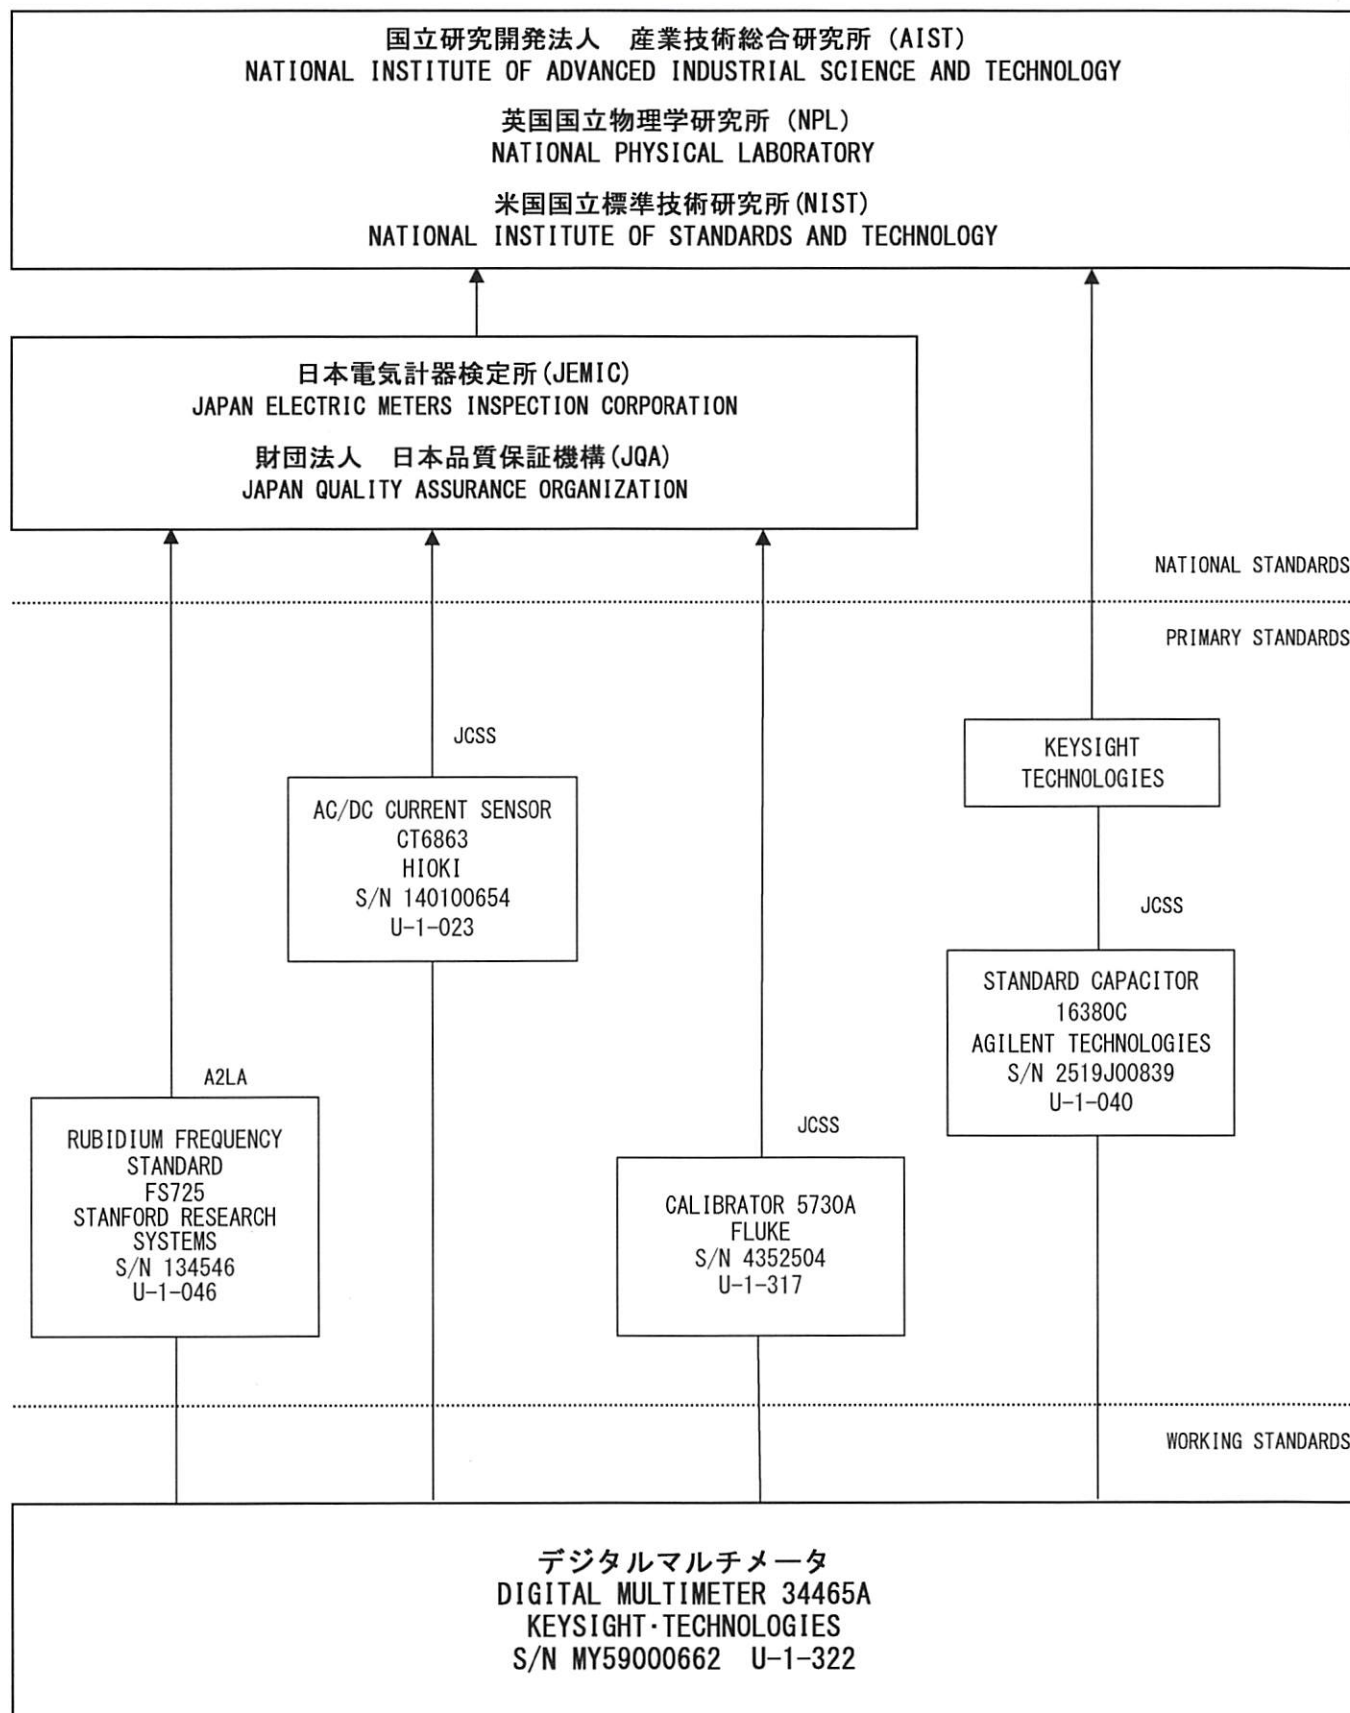 国立研究開発法人　産業技術総合研究所 (AIST)
NATIONAL INSTITUTE OF ADVANCED INDUSTRIAL SCIENCE AND TECHNOLOGY
英国国立物理学研究所 (NPL)
NATIONAL PHYSICAL LABORATORY
米国国立標準技術研究所(NIST)
NATIONAL INSTITUTE OF STANDARDS AND TECHNOLOGY
日本電気計器検定所(JEMIC)
JAPAN ELECTRIC METERS INSPECTION CORPORATION
財団法人　日本品質保証機構(JQA)
JAPAN QUALITY ASSURANCE ORGANIZATION
NATIONAL STANDARDS
PRIMARY STANDARDS
JCSS
AC/DC CURRENT SENSOR
CT6863
HIOKI
S/N 140100654
U-1-023
KEYSIGHT
TECHNOLOGIES
JCSS
STANDARD CAPACITOR
16380C
AGILENT TECHNOLOGIES
S/N 2519J00839
U-1-040
A2LA
RUBIDIUM FREQUENCY
STANDARD
FS725
STANFORD RESEARCH
SYSTEMS
S/N 134546
U-1-046
JCSS
CALIBRATOR 5730A
FLUKE
S/N 4352504
U-1-317
WORKING STANDARDS
デジタルマルチメータ
DIGITAL MULTIMETER 34465A
KEYSIGHT･TECHNOLOGIES
S/N MY59000662 U-1-322